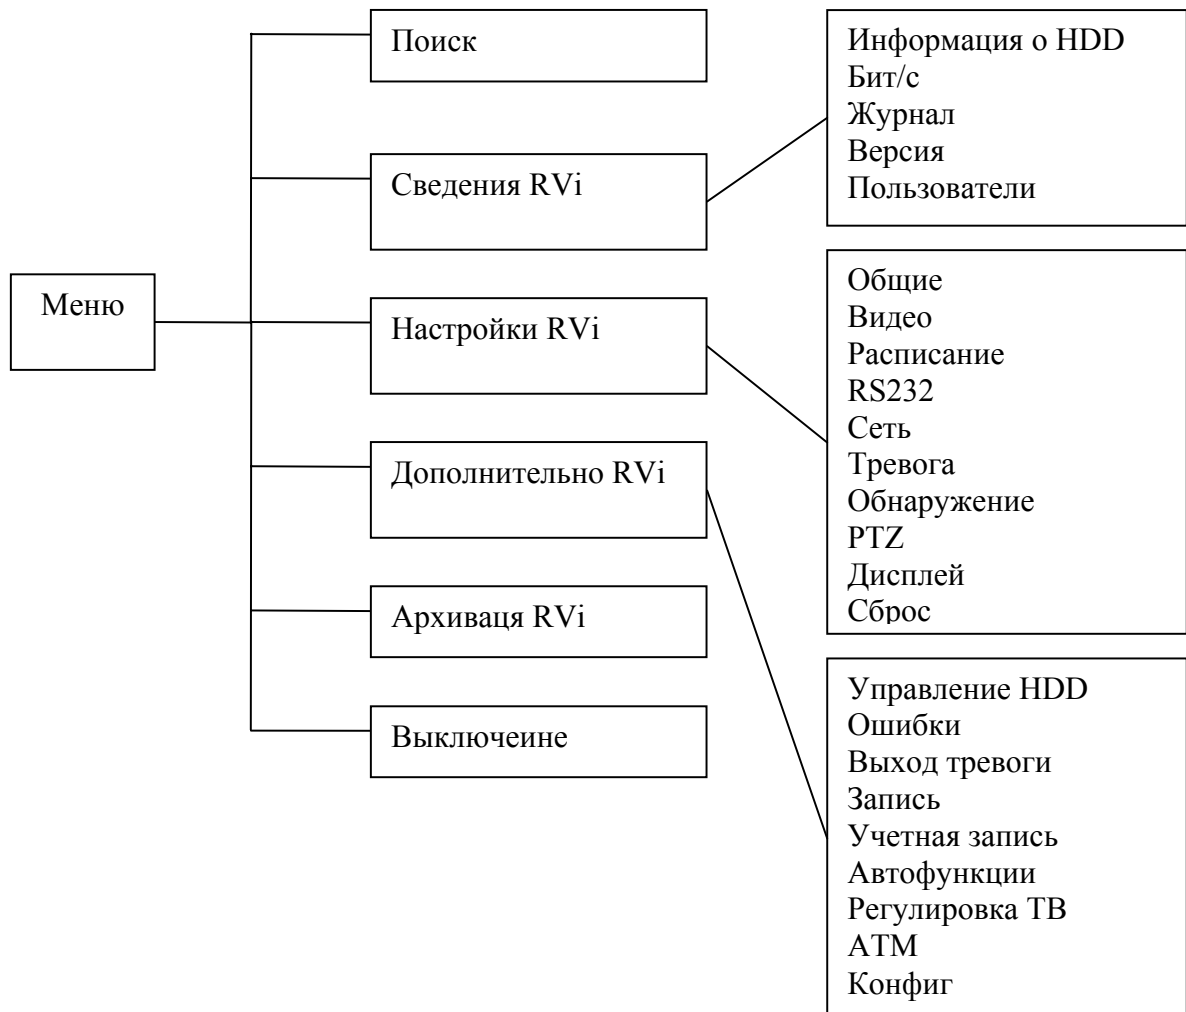 Меню
Поиск
Сведения RVi
Настройки RVi
Дополнительно RVi
Архиваця RVi
Выключеине
Информация о HDD
Бит/с
Журнал
Версия
Пользователи
Общие
Видео
Расписание
RS232
Сеть
Тревога
Обнаружение
PTZ
Дисплей
Сброс
Управление HDD
Ошибки
Выход тревоги
Запись
Учетная запись
Автофункции
Регулировка ТВ
АТМ
Конфиг